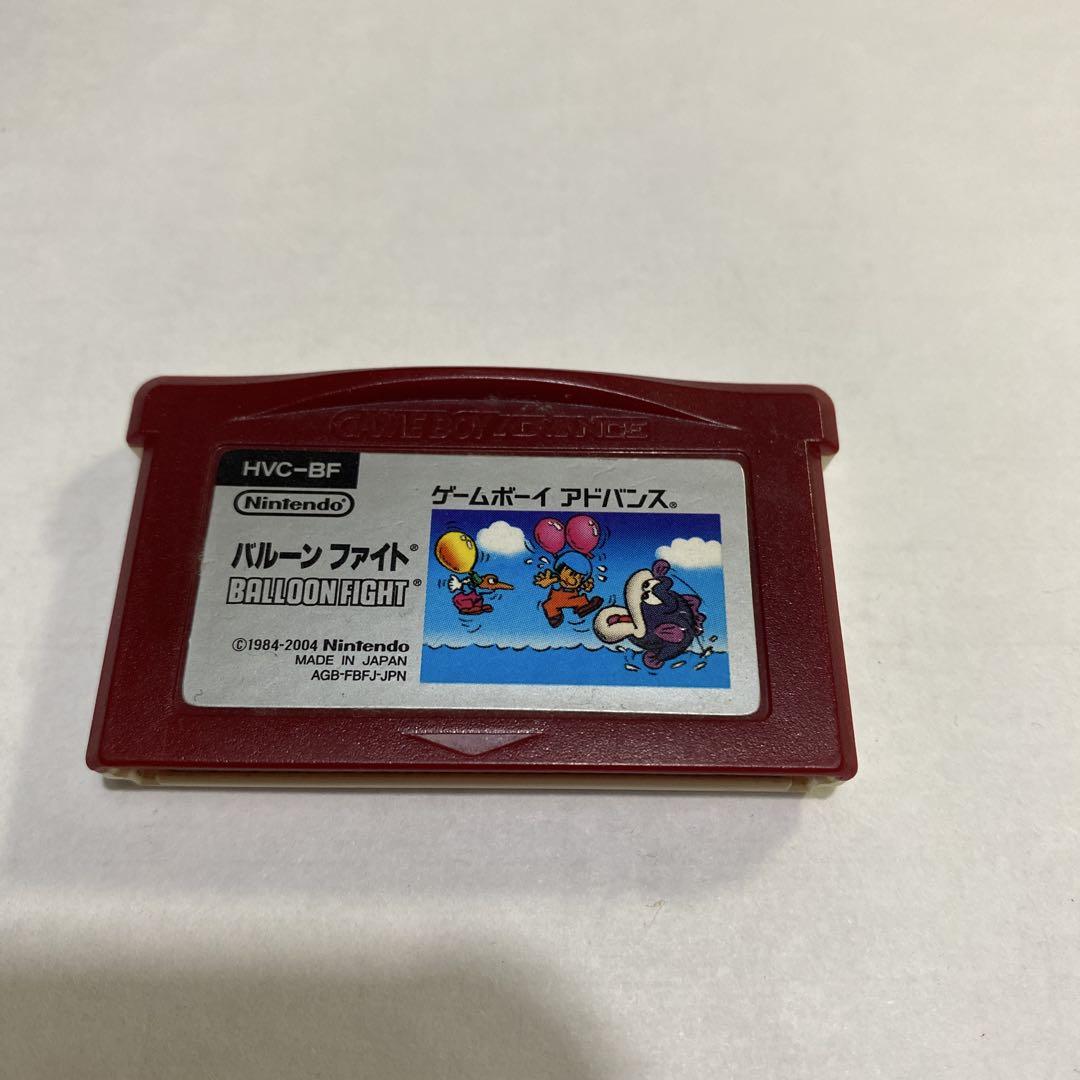 GAME BOY ADVANCE
HVC-BF
Nintendo®
ゲームボーイ アドバンス®
バルーン ファイト®
BALLOON FIGHT®
©1984-2004 Nintendo
MADE IN JAPAN
AGB-FBFJ-JPN